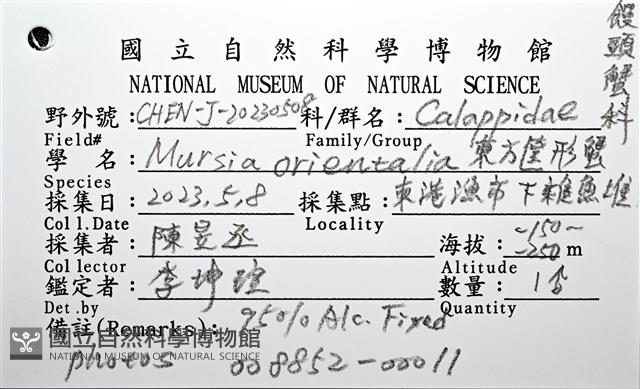 饅頭蟹科
國立自然科學博物館
NATIONAL MUSEUM OF NATURAL SCIENCE
野外號：CHEN-J-20230508 科/群名：Calappidae
Field# Family/Group
學 名：Mursia orientalia 東方筐形蟹
Species
採集日：2023.5.8 採集點：東港漁市下雜魚堆
Col l.Date Locality
採集者：陳昱丞 海拔：-150~-250 m
Col lector Altitude
鑑定者：李坤瑄 數量：1♂
Det .by Quantity
備註(Remarks)：95% Alc. Fixed
photos 008852-00011
國立自然科學博物館
NATIONAL MUSEUM OF NATURAL SCIENCE